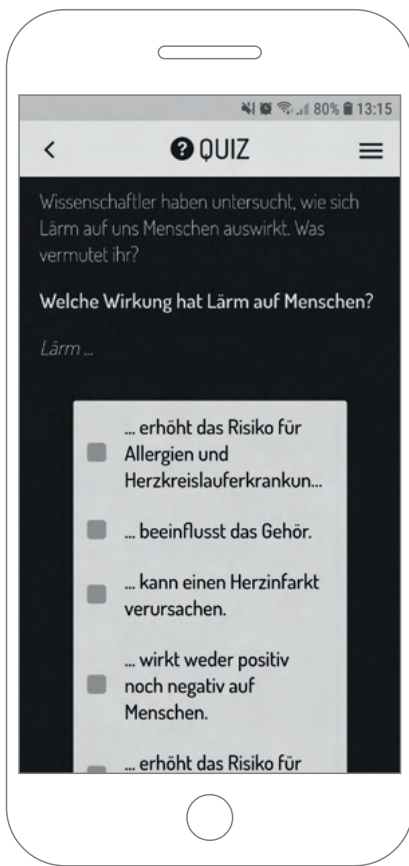 80% 13:15
QUIZ
Wissenschaftler haben untersucht, wie sich
Lärm auf uns Menschen auswirkt. Was
vermutet ihr?
Welche Wirkung hat Lärm auf Menschen?
Lärm ...
... erhöht das Risiko für
Allergien und
Herzkreislauferkrankun...
... beeinflusst das Gehör.
... kann einen Herzinfarkt
verursachen.
... wirkt weder positiv
noch negativ auf
Menschen.
... erhöht das Risiko für